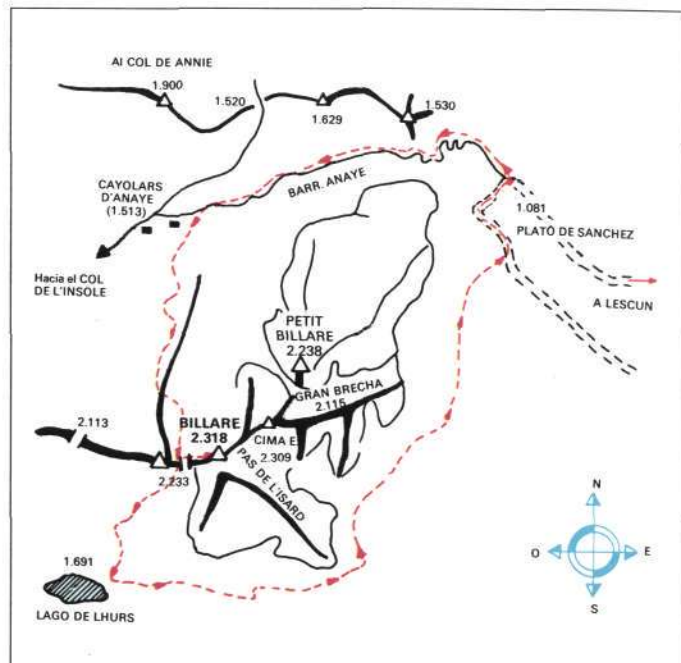 AI COL DE ANNIE
1.900
1.520
1.629
1.530
CAYOLARS
D'ANAYE
(1.513)
BARR. ANAYE
1.081
PLATÓ DE SANCHEZ
Hacia el COL
DE L'INSOLE
A LESCUN
PETIT
BILLARE
2.238
GRAN BRECHA
2.115
2.113
BILLARE
2.318
CIMA E.
2.309
2.233
PAS DE L'ISARD
1.691
LAGO DE LHURS
N
O
E
S